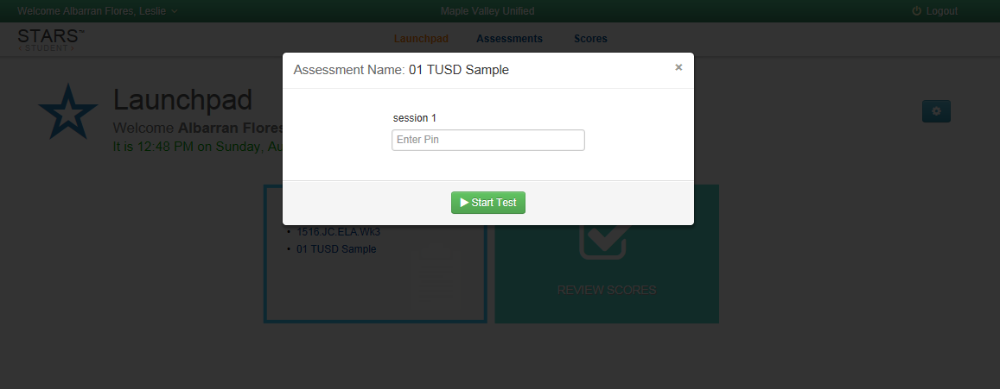 Welcome Albarran Flores, Leslie
Maple Valley Unified
Logout
STARS™
STUDENT
Launchpad
Assessments
Scores
Assessment Name: 01 TUSD Sample
×
Launchpad
Welcome Albarran Flores
It is 12:48 PM on Sunday, Au
session 1
Enter Pin
Start Test
• 1516.JC.ELA.Wk3
• 01 TUSD Sample
REVIEW SCORES